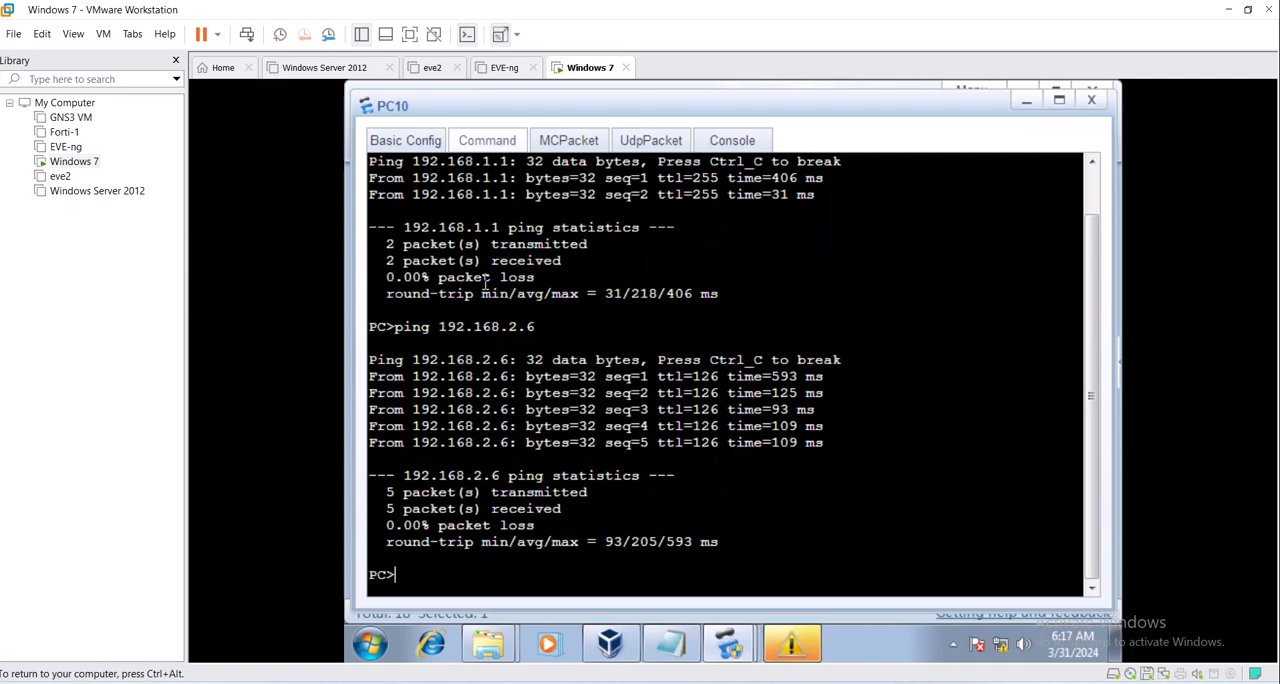 Windows 7 - VMware Workstation
File Edit View VM Tabs Help
Library
Type here to search
My Computer
GNS3 VM
Forti-1
EVE-ng
Windows 7
eve2
Windows Server 2012
Home Windows Server 2012 eve2 EVE-ng Windows 7
PC10
Basic Config Command MCPacket UdpPacket Console
Ping 192.168.1.1: 32 data bytes, Press Ctrl_C to break
From 192.168.1.1: bytes=32 seq=1 ttl=255 time=406 ms
From 192.168.1.1: bytes=32 seq=2 ttl=255 time=31 ms
--- 192.168.1.1 ping statistics ---
2 packet(s) transmitted
2 packet(s) received
0.00% packet loss
round-trip min/avg/max = 31/218/406 ms
PC>ping 192.168.2.6
Ping 192.168.2.6: 32 data bytes, Press Ctrl_C to break
From 192.168.2.6: bytes=32 seq=1 ttl=126 time=593 ms
From 192.168.2.6: bytes=32 seq=2 ttl=126 time=125 ms
From 192.168.2.6: bytes=32 seq=3 ttl=126 time=93 ms
From 192.168.2.6: bytes=32 seq=4 ttl=126 time=109 ms
From 192.168.2.6: bytes=32 seq=5 ttl=126 time=109 ms
--- 192.168.2.6 ping statistics ---
5 packet(s) transmitted
5 packet(s) received
0.00% packet loss
round-trip min/avg/max = 93/205/593 ms
PC>
Total: 18 Selected: 1 Getting help and feedback
Activate Windows
to activate Windows.
6:17 AM
3/31/2024
To return to your computer, press Ctrl+Alt.